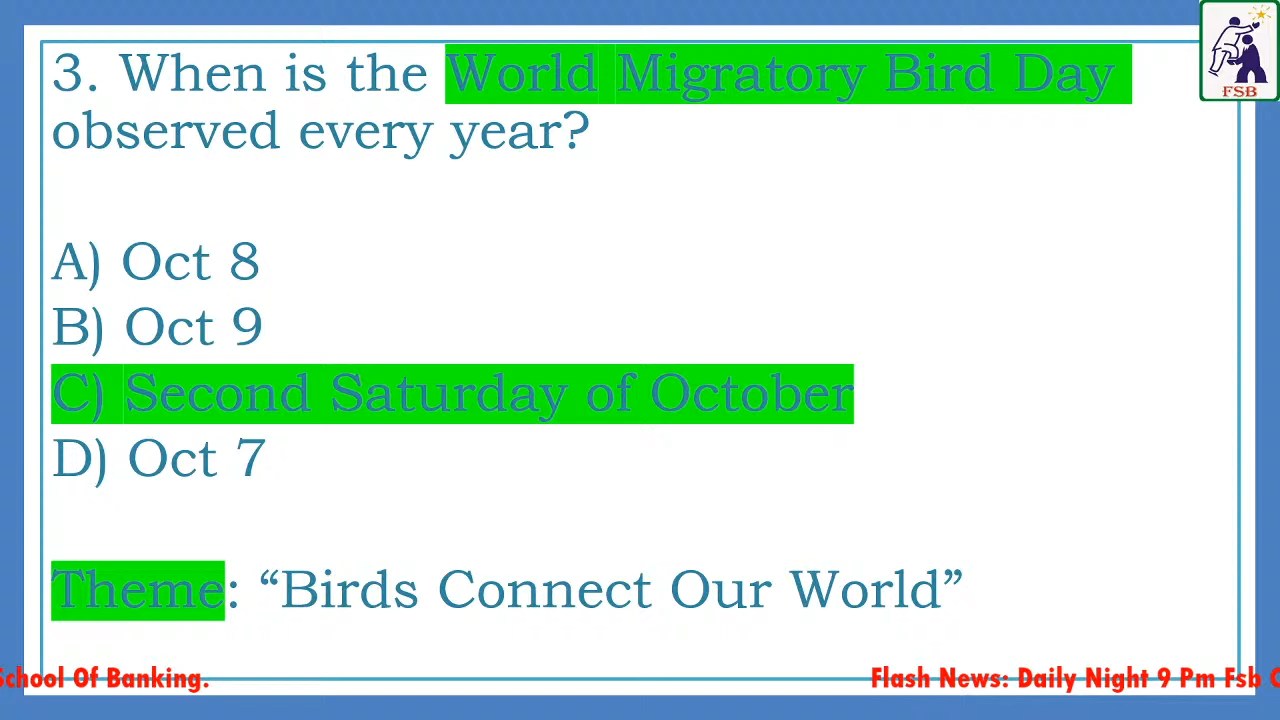 3. When is the World Migratory Bird Day
observed every year?
A) Oct 8
B) Oct 9
C) Second Saturday of October
D) Oct 7
Theme: “Birds Connect Our World”
School Of Banking.
Flash News: Daily Night 9 Pm Fsb
FSB